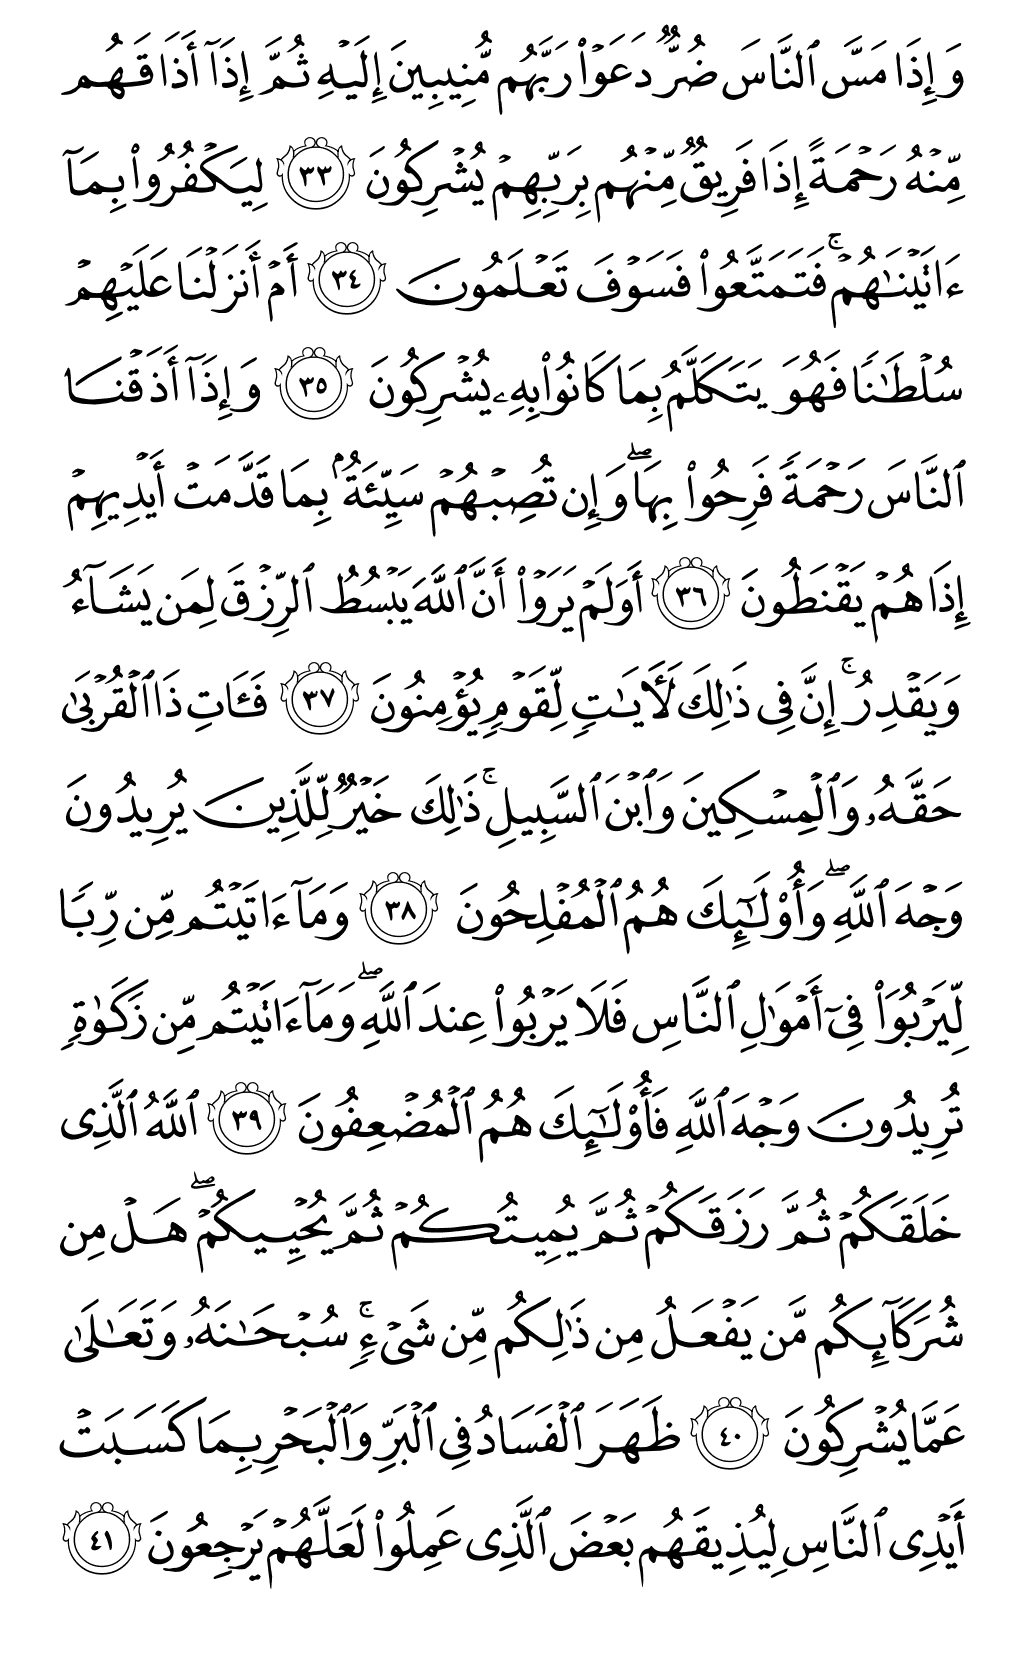 وَإِذَا مَسَّ ٱلنَّاسَ ضُرٌّ دَعَوْا۟ رَبَّهُم مُّنِيبِينَ إِلَيْهِ ثُمَّ إِذَآ أَذَاقَهُم
مِّنْهُ رَحْمَةً إِذَا فَرِيقٌ مِّنْهُم بِرَبِّهِمْ يُشْرِكُونَ ٣٣ لِيَكْفُرُوا۟ بِمَآ
ءَاتَيْنَـٰهُمْ ۚ فَتَمَتَّعُوا۟ فَسَوْفَ تَعْلَمُونَ ٣٤ أَمْ أَنزَلْنَا عَلَيْهِمْ
سُلْطَـٰنًا فَهُوَ يَتَكَلَّمُ بِمَا كَانُوا۟ بِهِۦ يُشْرِكُونَ ٣٥ وَإِذَآ أَذَقْنَا
ٱلنَّاسَ رَحْمَةً فَرِحُوا۟ بِهَا ۖ وَإِن تُصِبْهُمْ سَيِّئَةٌۢ بِمَا قَدَّمَتْ أَيْدِيهِمْ
إِذَا هُمْ يَقْنَطُونَ ٣٦ أَوَلَمْ يَرَوْا۟ أَنَّ ٱللَّهَ يَبْسُطُ ٱلرِّزْقَ لِمَن يَشَآءُ
وَيَقْدِرُ ۚ إِنَّ فِى ذَٰلِكَ لَـَٔايَـٰتٍ لِّقَوْمٍ يُؤْمِنُونَ ٣٧ فَـَٔاتِ ذَا ٱلْقُرْبَىٰ
حَقَّهُۥ وَٱلْمِسْكِينَ وَٱبْنَ ٱلسَّبِيلِ ۚ ذَٰلِكَ خَيْرٌ لِّلَّذِينَ يُرِيدُونَ
وَجْهَ ٱللَّهِ ۖ وَأُو۟لَـٰٓئِكَ هُمُ ٱلْمُفْلِحُونَ ٣٨ وَمَآ ءَاتَيْتُم مِّن رِّبًا
لِّيَرْبُوَا۟ فِىٓ أَمْوَٰلِ ٱلنَّاسِ فَلَا يَرْبُوا۟ عِندَ ٱللَّهِ ۖ وَمَآ ءَاتَيْتُم مِّن زَكَوٰةٍ
تُرِيدُونَ وَجْهَ ٱللَّهِ فَأُو۟لَـٰٓئِكَ هُمُ ٱلْمُضْعِفُونَ ٣٩ ٱللَّهُ ٱلَّذِى
خَلَقَكُمْ ثُمَّ رَزَقَكُمْ ثُمَّ يُمِيتُكُمْ ثُمَّ يُحْيِيكُمْ ۖ هَلْ مِن
شُرَكَآئِكُم مَّن يَفْعَلُ مِن ذَٰلِكُم مِّن شَىْءٍ ۚ سُبْحَـٰنَهُۥ وَتَعَـٰلَىٰ
عَمَّا يُشْرِكُونَ ٤٠ ظَهَرَ ٱلْفَسَادُ فِى ٱلْبَرِّ وَٱلْبَحْرِ بِمَا كَسَبَتْ
أَيْدِى ٱلنَّاسِ لِيُذِيقَهُم بَعْضَ ٱلَّذِى عَمِلُوا۟ لَعَلَّهُمْ يَرْجِعُونَ ٤١